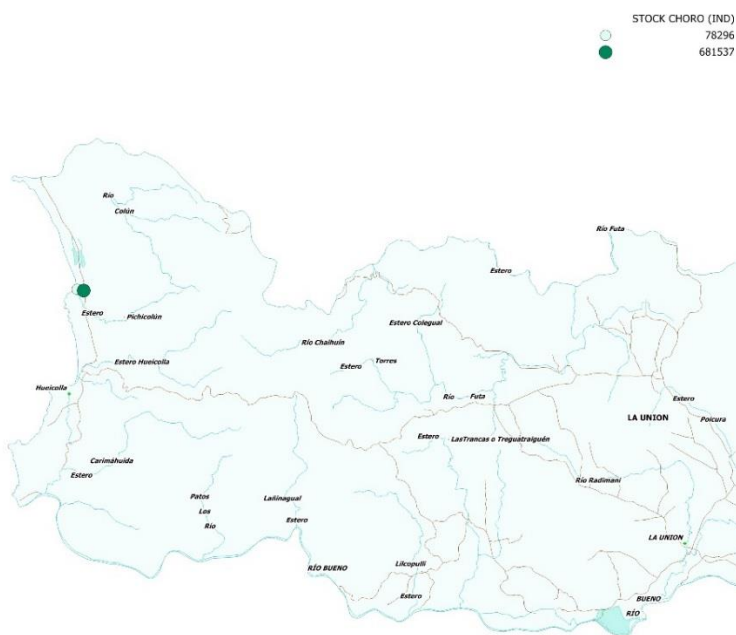 STOCK CHORO (IND)
78296
681537
Río
Colún
Río Futa
Estero
Estero
Pichicolún
Estero Colegual
Río Chaihuín
Estero
Torres
Estero Hueicolla
Hueicolla
Río
Futa
Estero
Poicura
LA UNION
Estero
LasTrancas o Treguatraiguén
Carimáhuida
Estero
Río Radimani
Patos
Los
Río
Lañinagual
Estero
LA UNION
RÍO BUENO
Lilcopulli
Estero
BUENO
RÍO